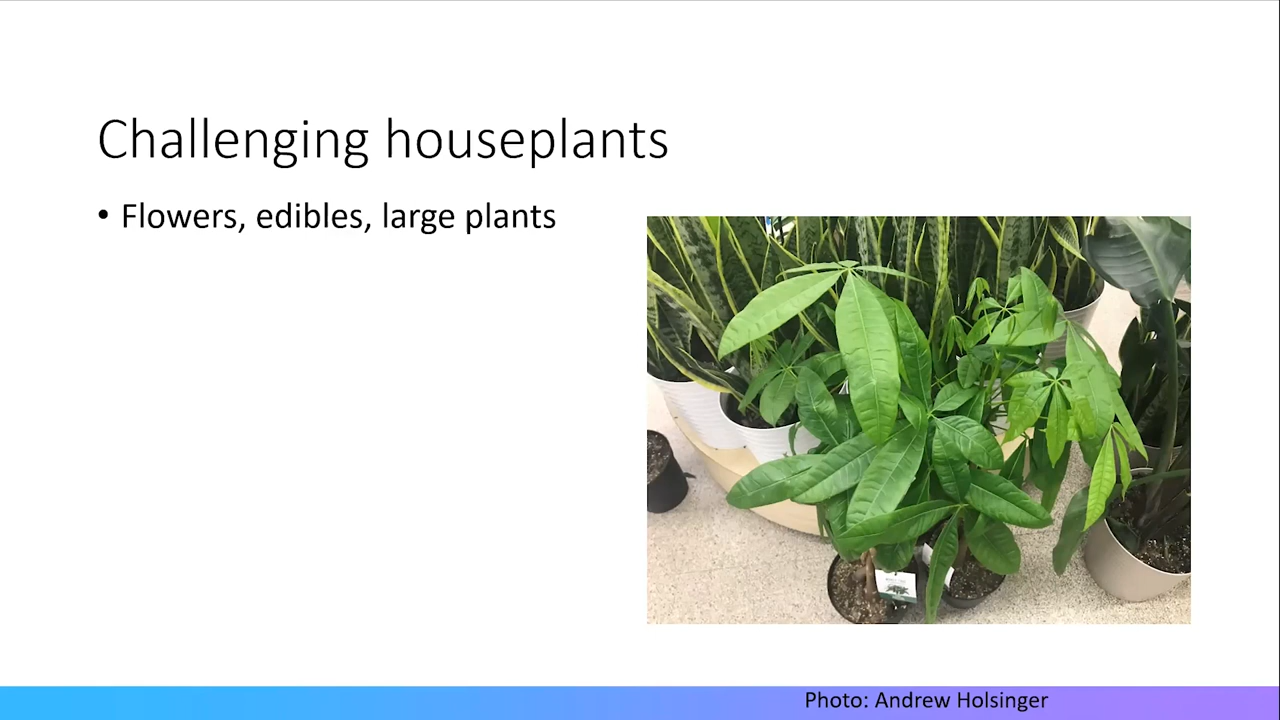 Challenging houseplants
• Flowers, edibles, large plants
Photo: Andrew Holsinger